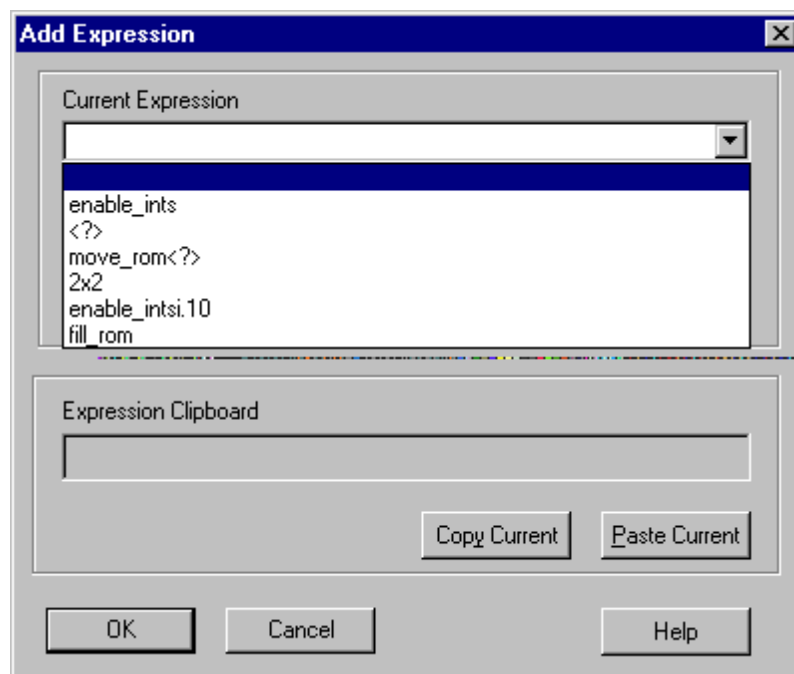 Add Expression
Current Expression
enable_ints
<?>
move_rom<?>
2x2
enable_intsi.10
fill_rom
Expression Clipboard
Copy Current Paste Current
OK Cancel Help